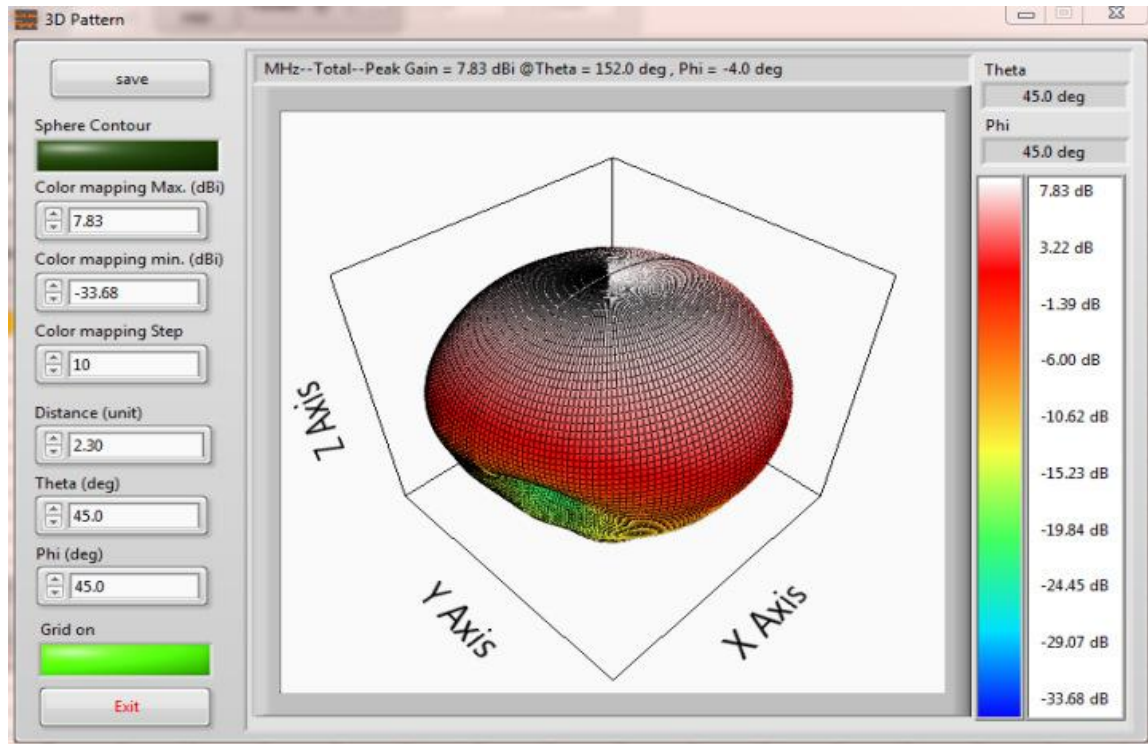 3D Pattern
save
Sphere Contour
Color mapping Max. (dBi)
7.83
Color mapping min. (dBi)
-33.68
Color mapping Step
10
Distance (unit)
2.30
Theta (deg)
45.0
Phi (deg)
45.0
Grid on
Exit
MHz--Total--Peak Gain = 7.83 dBi @Theta = 152.0 deg , Phi = -4.0 deg
Z Axis
Y Axis
X Axis
Theta
45.0 deg
Phi
45.0 deg
7.83 dB
3.22 dB
-1.39 dB
-6.00 dB
-10.62 dB
-15.23 dB
-19.84 dB
-24.45 dB
-29.07 dB
-33.68 dB